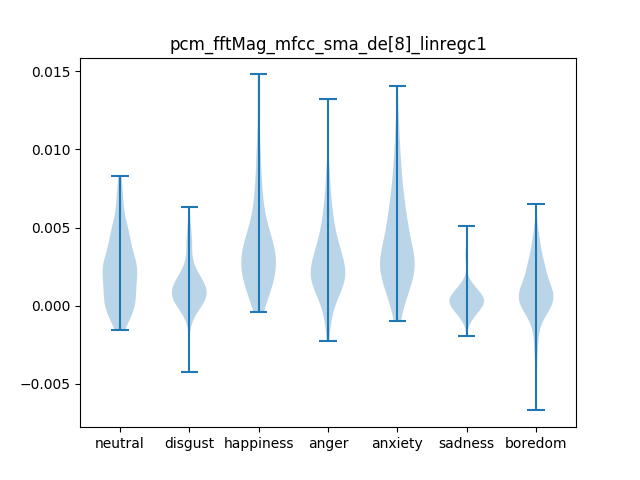 pcm_fftMag_mfcc_sma_de[8]_linregc1
0.015
0.010
0.005
0.000
−0.005
neutral disgust happiness anger anxiety sadness boredom